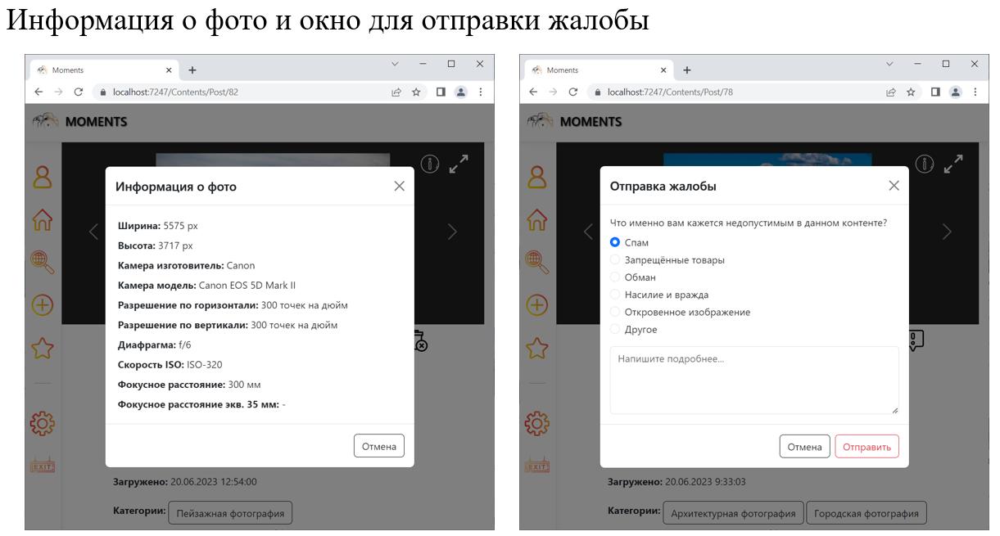 Информация о фото и окно для отправки жалобы
Moments
localhost:7247/Contents/Post/82
MOMENTS
Информация о фото
Ширина: 5575 px
Высота: 3717 px
Камера изготовитель: Canon
Камера модель: Canon EOS 5D Mark II
Разрешение по горизонтали: 300 точек на дюйм
Разрешение по вертикали: 300 точек на дюйм
Диафрагма: f/6
Скорость ISO: ISO-320
Фокусное расстояние: 300 мм
Фокусное расстояние экв. 35 мм: -
Отмена
EXIT
Загружено: 20.06.2023 12:54:00
Категории: Пейзажная фотография
Moments
localhost:7247/Contents/Post/78
MOMENTS
Отправка жалобы
Что именно вам кажется недопустимым в данном контенте?
Спам
Запрещённые товары
Обман
Насилие и вражда
Откровенное изображение
Другое
Напишите подробнее...
Отмена Отправить
EXIT
Загружено: 20.06.2023 9:33:03
Категории: Архитектурная фотография Городская фотография